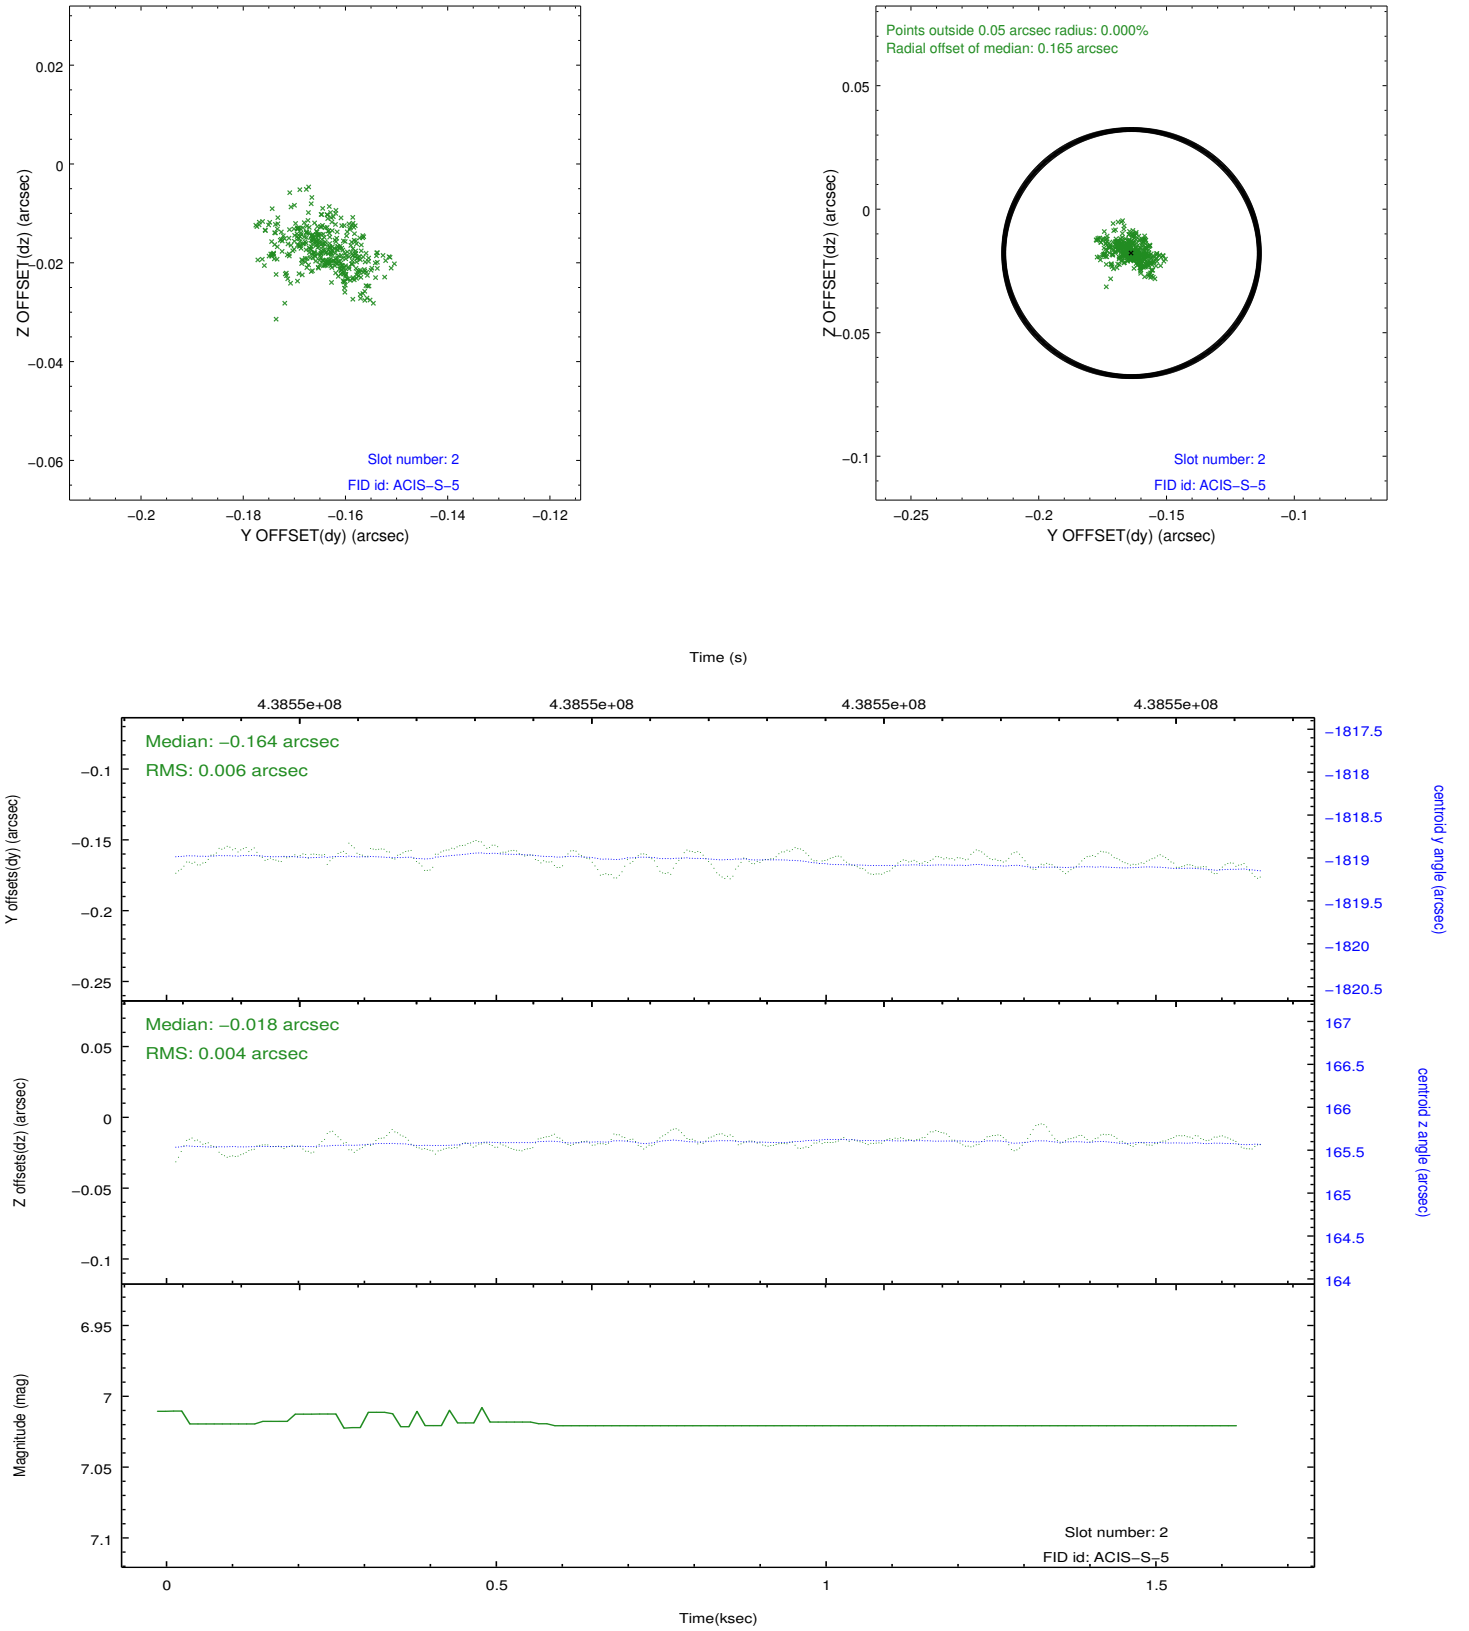 0.02
0
−0.02
−0.04
−0.06
Z OFFSET(dz) (arcsec)
Slot number: 2
FID id: ACIS−S−5
−0.2 −0.18 −0.16 −0.14 −0.12
Y OFFSET(dy) (arcsec)
Points outside 0.05 arcsec radius: 0.000%
Radial offset of median: 0.165 arcsec
0.05
0
−0.05
−0.1
Z OFFSET(dz) (arcsec)
Slot number: 2
FID id: ACIS−S−5
−0.25 −0.2 −0.15 −0.1
Y OFFSET(dy) (arcsec)
Time (s)
4.3855e+08 4.3855e+08 4.3855e+08 4.3855e+08
Median: −0.164 arcsec
RMS: 0.006 arcsec
−0.1
−0.15
−0.2
−0.25
Y offsets(dy) (arcsec)
−1817.5
−1818
−1818.5
−1819
−1819.5
−1820
−1820.5
centroid y angle (arcsec)
Median: −0.018 arcsec
RMS: 0.004 arcsec
0.05
0
−0.05
−0.1
Z offsets(dz) (arcsec)
167
166.5
166
165.5
165
164.5
164
centroid z angle (arcsec)
6.95
7
7.05
7.1
Magnitude (mag)
Slot number: 2
FID id: ACIS−S−5
0 0.5 1 1.5
Time(ksec)